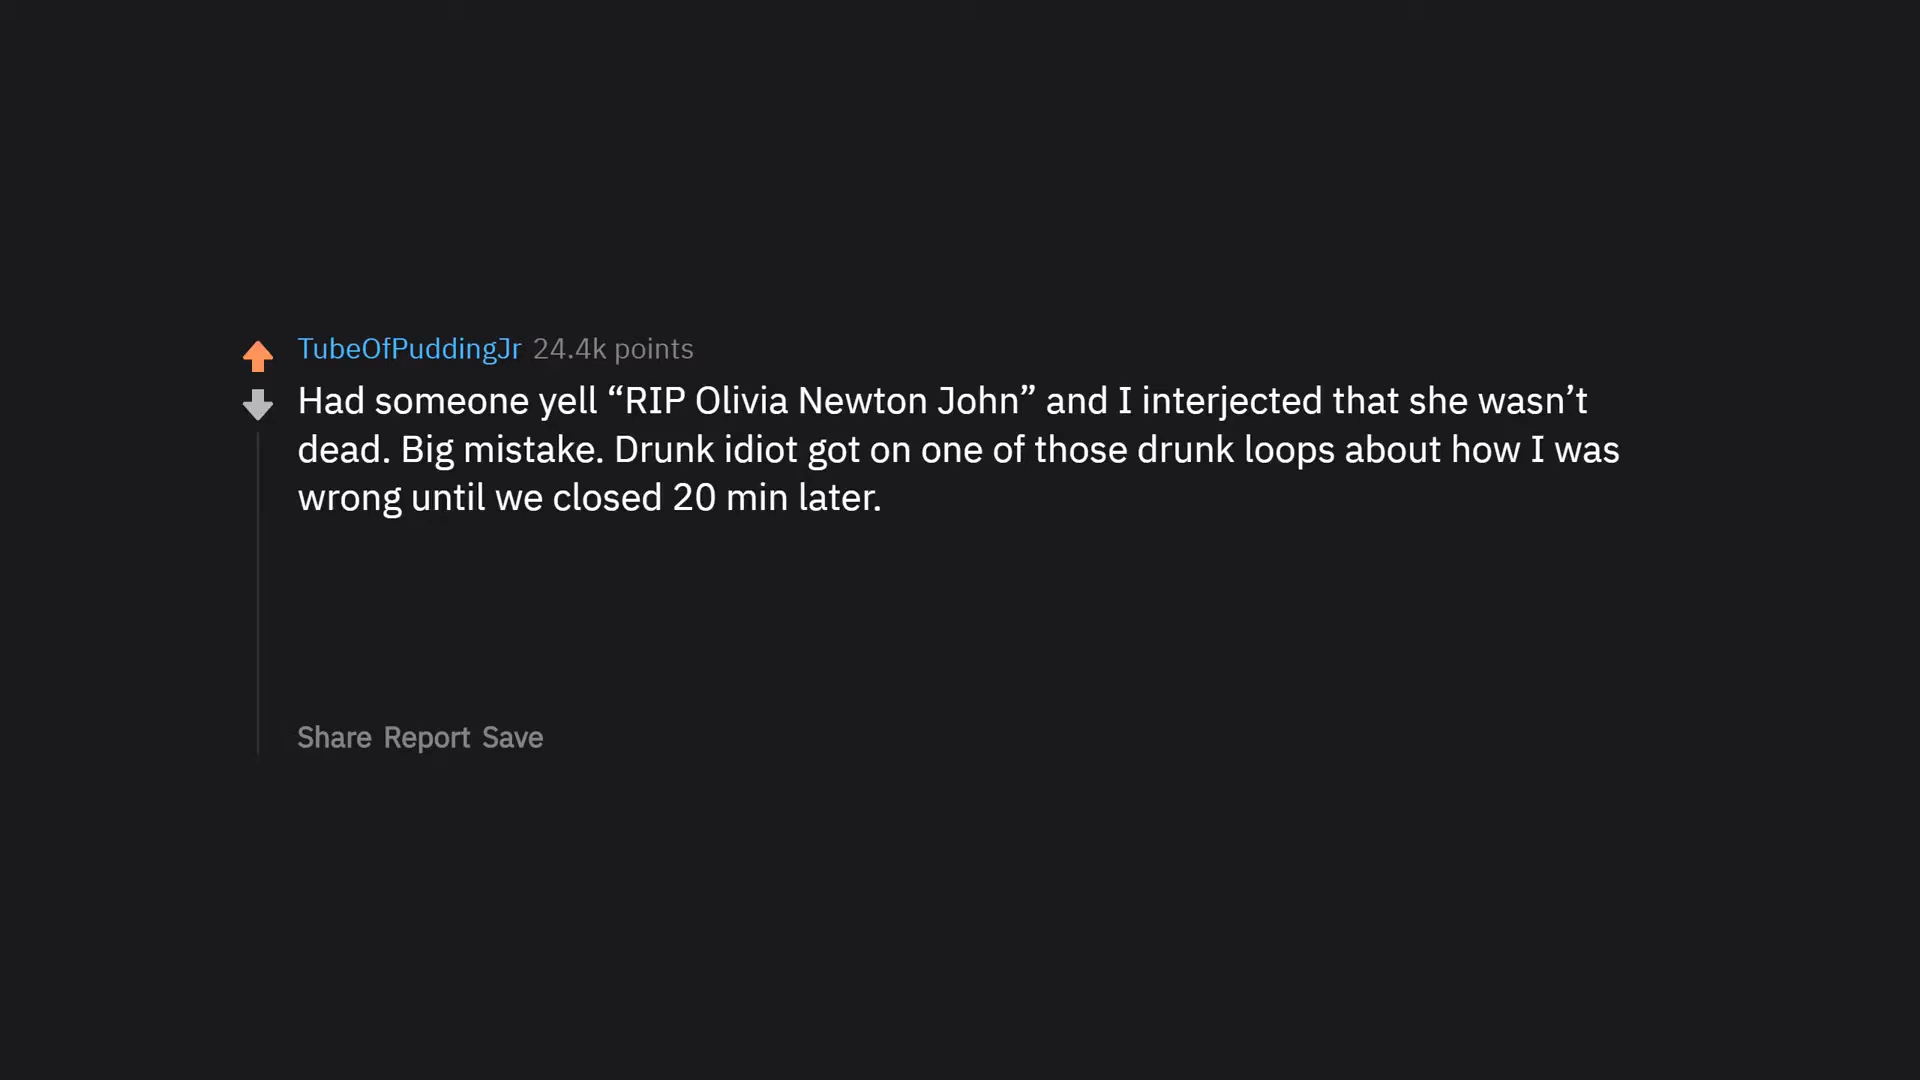 TubeOfPuddingJr 24.4k points
Had someone yell “RIP Olivia Newton John” and I interjected that she wasn’t
dead. Big mistake. Drunk idiot got on one of those drunk loops about how I was
wrong until we closed 20 min later.
Share Report Save